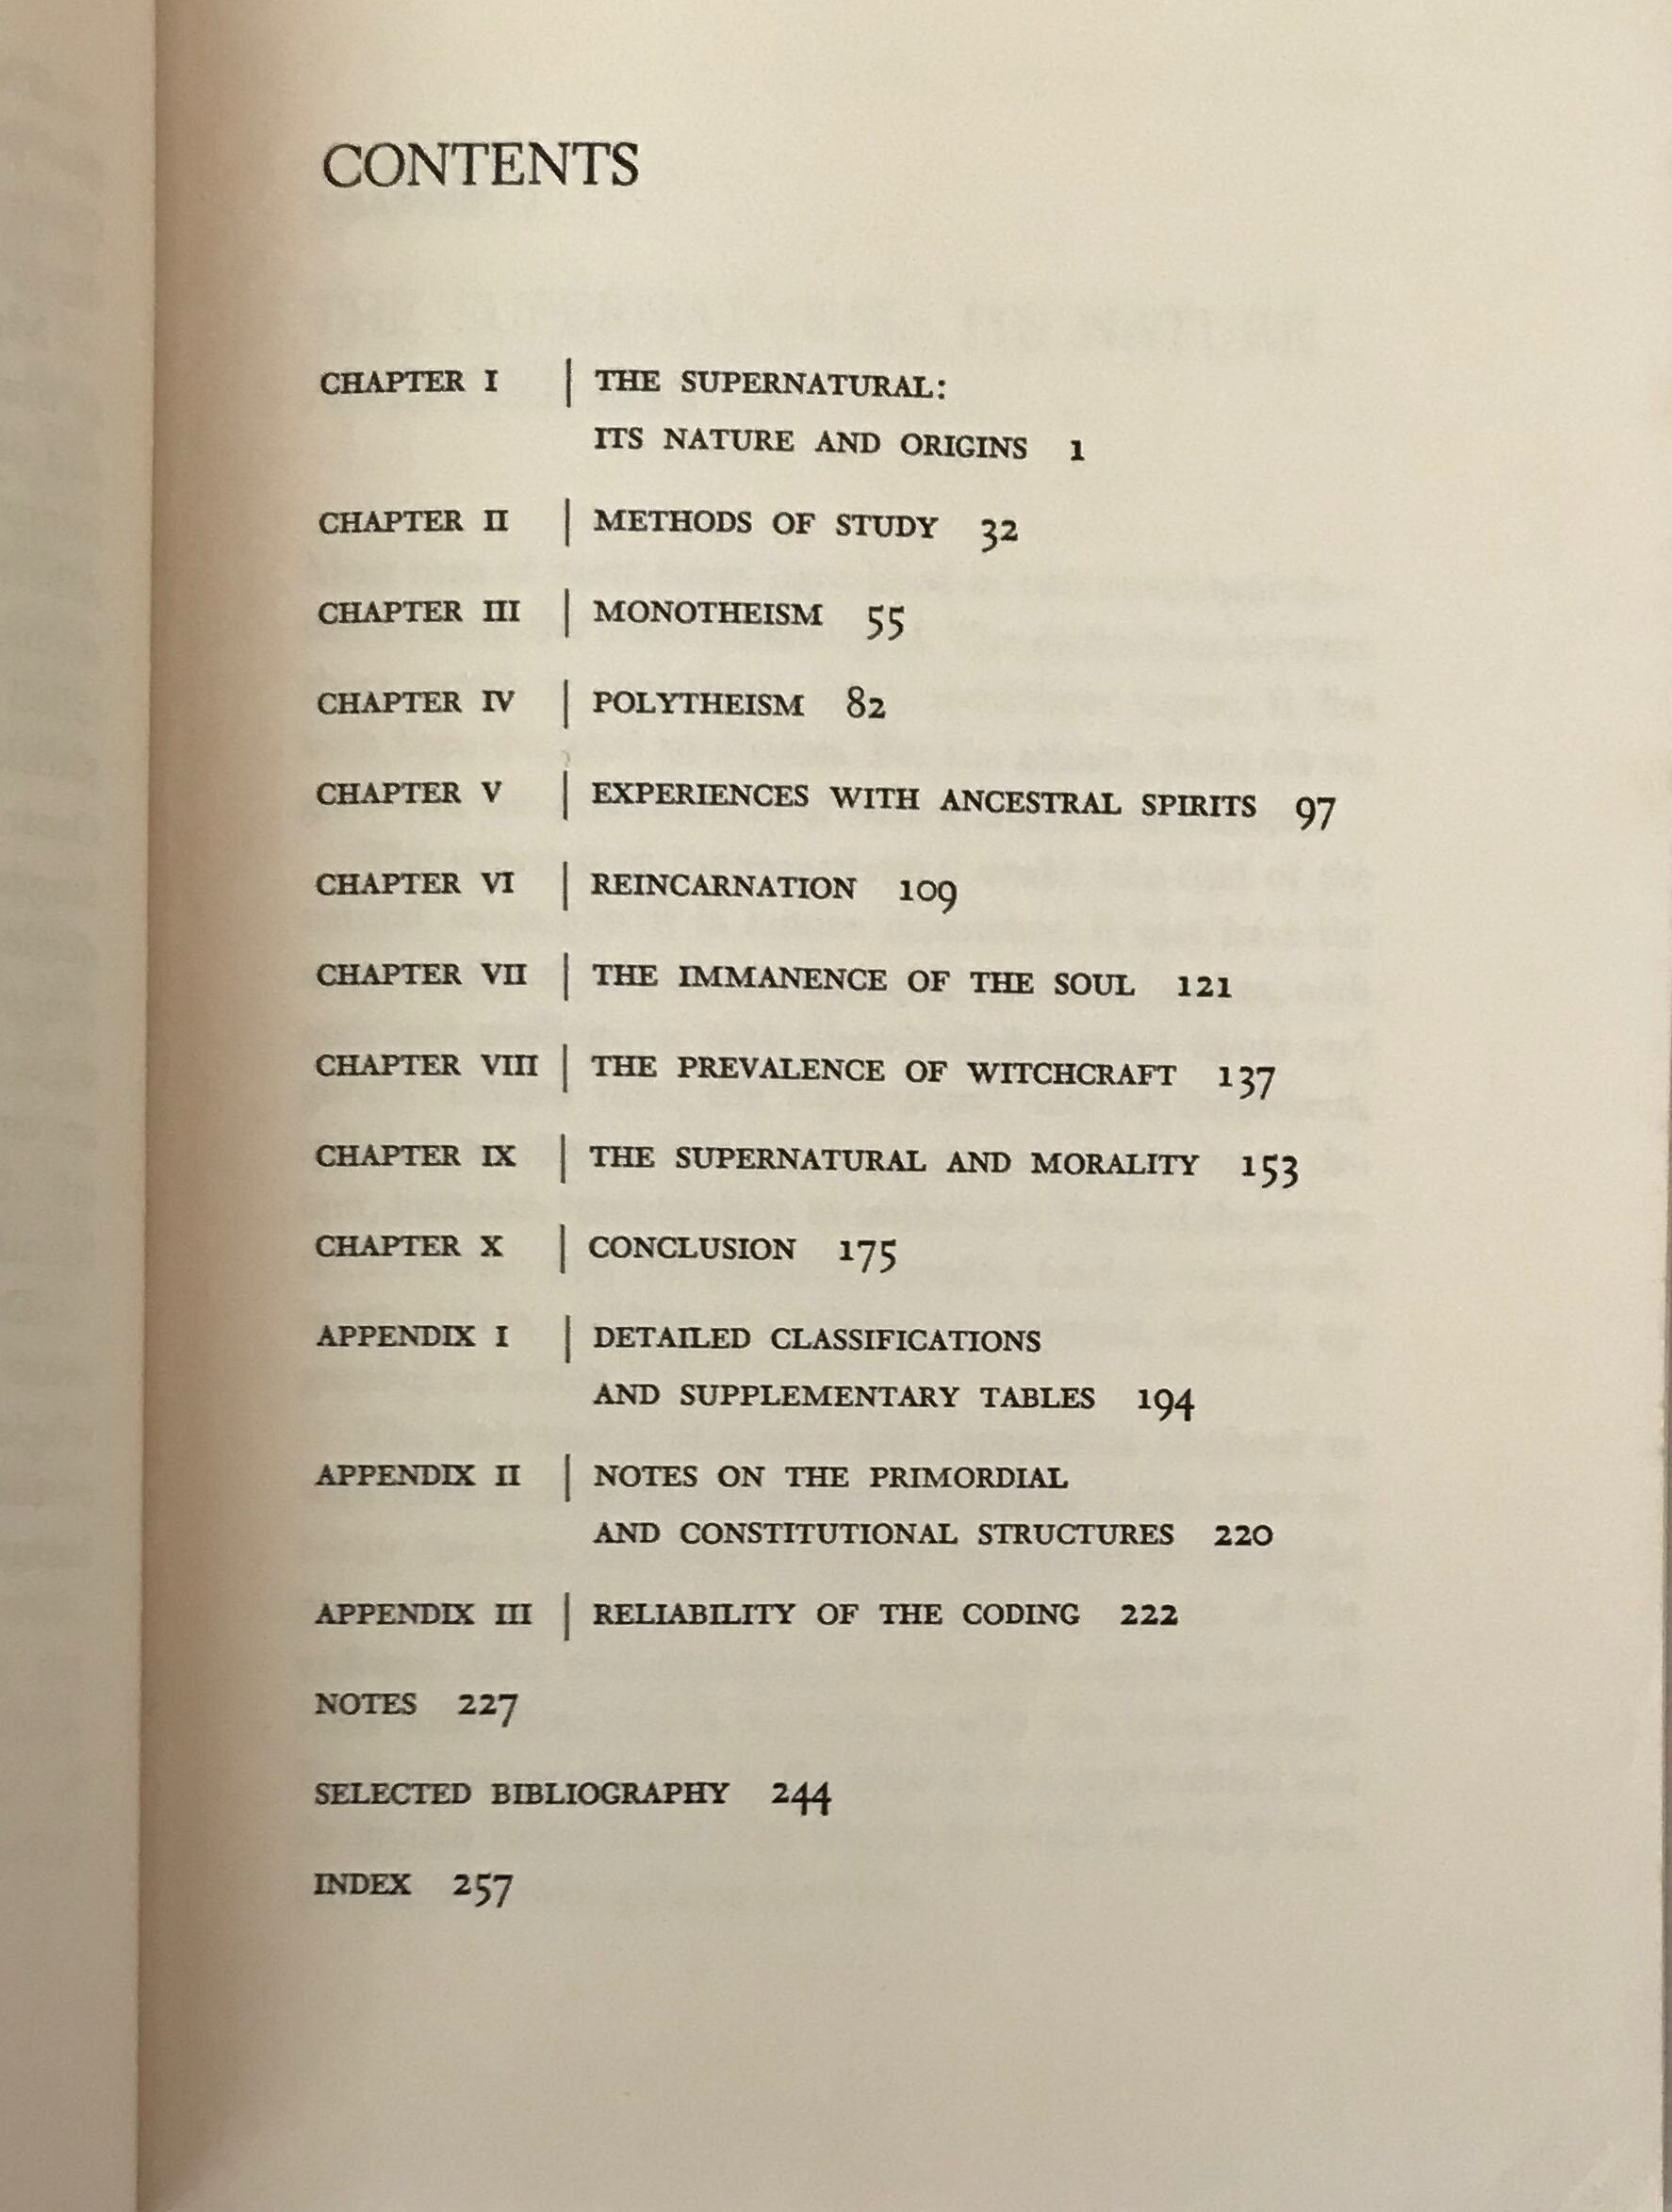 CONTENTS
CHAPTER I | THE SUPERNATURAL:
ITS NATURE AND ORIGINS 1
CHAPTER II | METHODS OF STUDY 32
CHAPTER III | MONOTHEISM 55
CHAPTER IV | POLYTHEISM 82
CHAPTER V | EXPERIENCES WITH ANCESTRAL SPIRITS 97
CHAPTER VI | REINCARNATION 109
CHAPTER VII | THE IMMANENCE OF THE SOUL 121
CHAPTER VIII | THE PREVALENCE OF WITCHCRAFT 137
CHAPTER IX | THE SUPERNATURAL AND MORALITY 153
CHAPTER X | CONCLUSION 175
APPENDIX I | DETAILED CLASSIFICATIONS
AND SUPPLEMENTARY TABLES 194
APPENDIX II | NOTES ON THE PRIMORDIAL
AND CONSTITUTIONAL STRUCTURES 220
APPENDIX III | RELIABILITY OF THE CODING 222
NOTES 227
SELECTED BIBLIOGRAPHY 244
INDEX 257